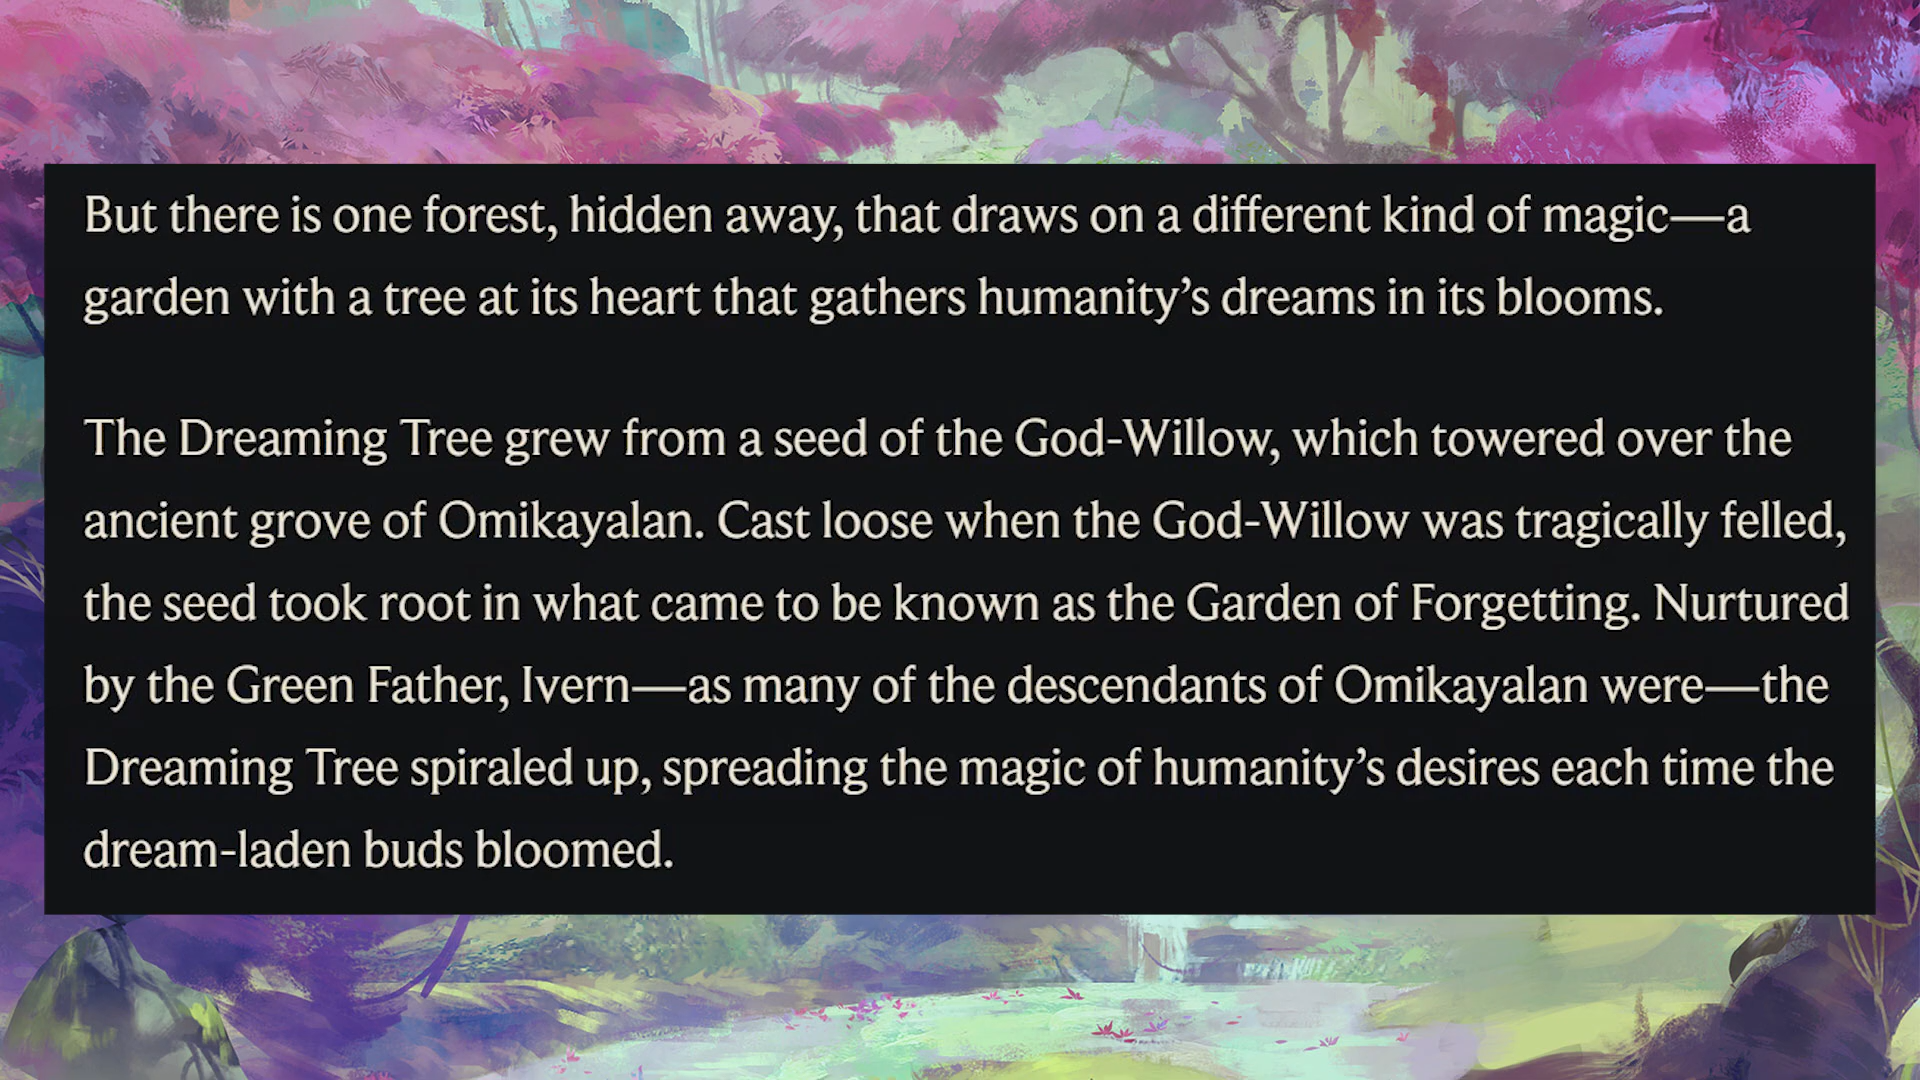 But there is one forest, hidden away, that draws on a different kind of magic—a
garden with a tree at its heart that gathers humanity’s dreams in its blooms.
The Dreaming Tree grew from a seed of the God-Willow, which towered over the
ancient grove of Omikayalan. Cast loose when the God-Willow was tragically felled,
the seed took root in what came to be known as the Garden of Forgetting. Nurtured
by the Green Father, Ivern—as many of the descendants of Omikayalan were—the
Dreaming Tree spiraled up, spreading the magic of humanity’s desires each time the
dream-laden buds bloomed.